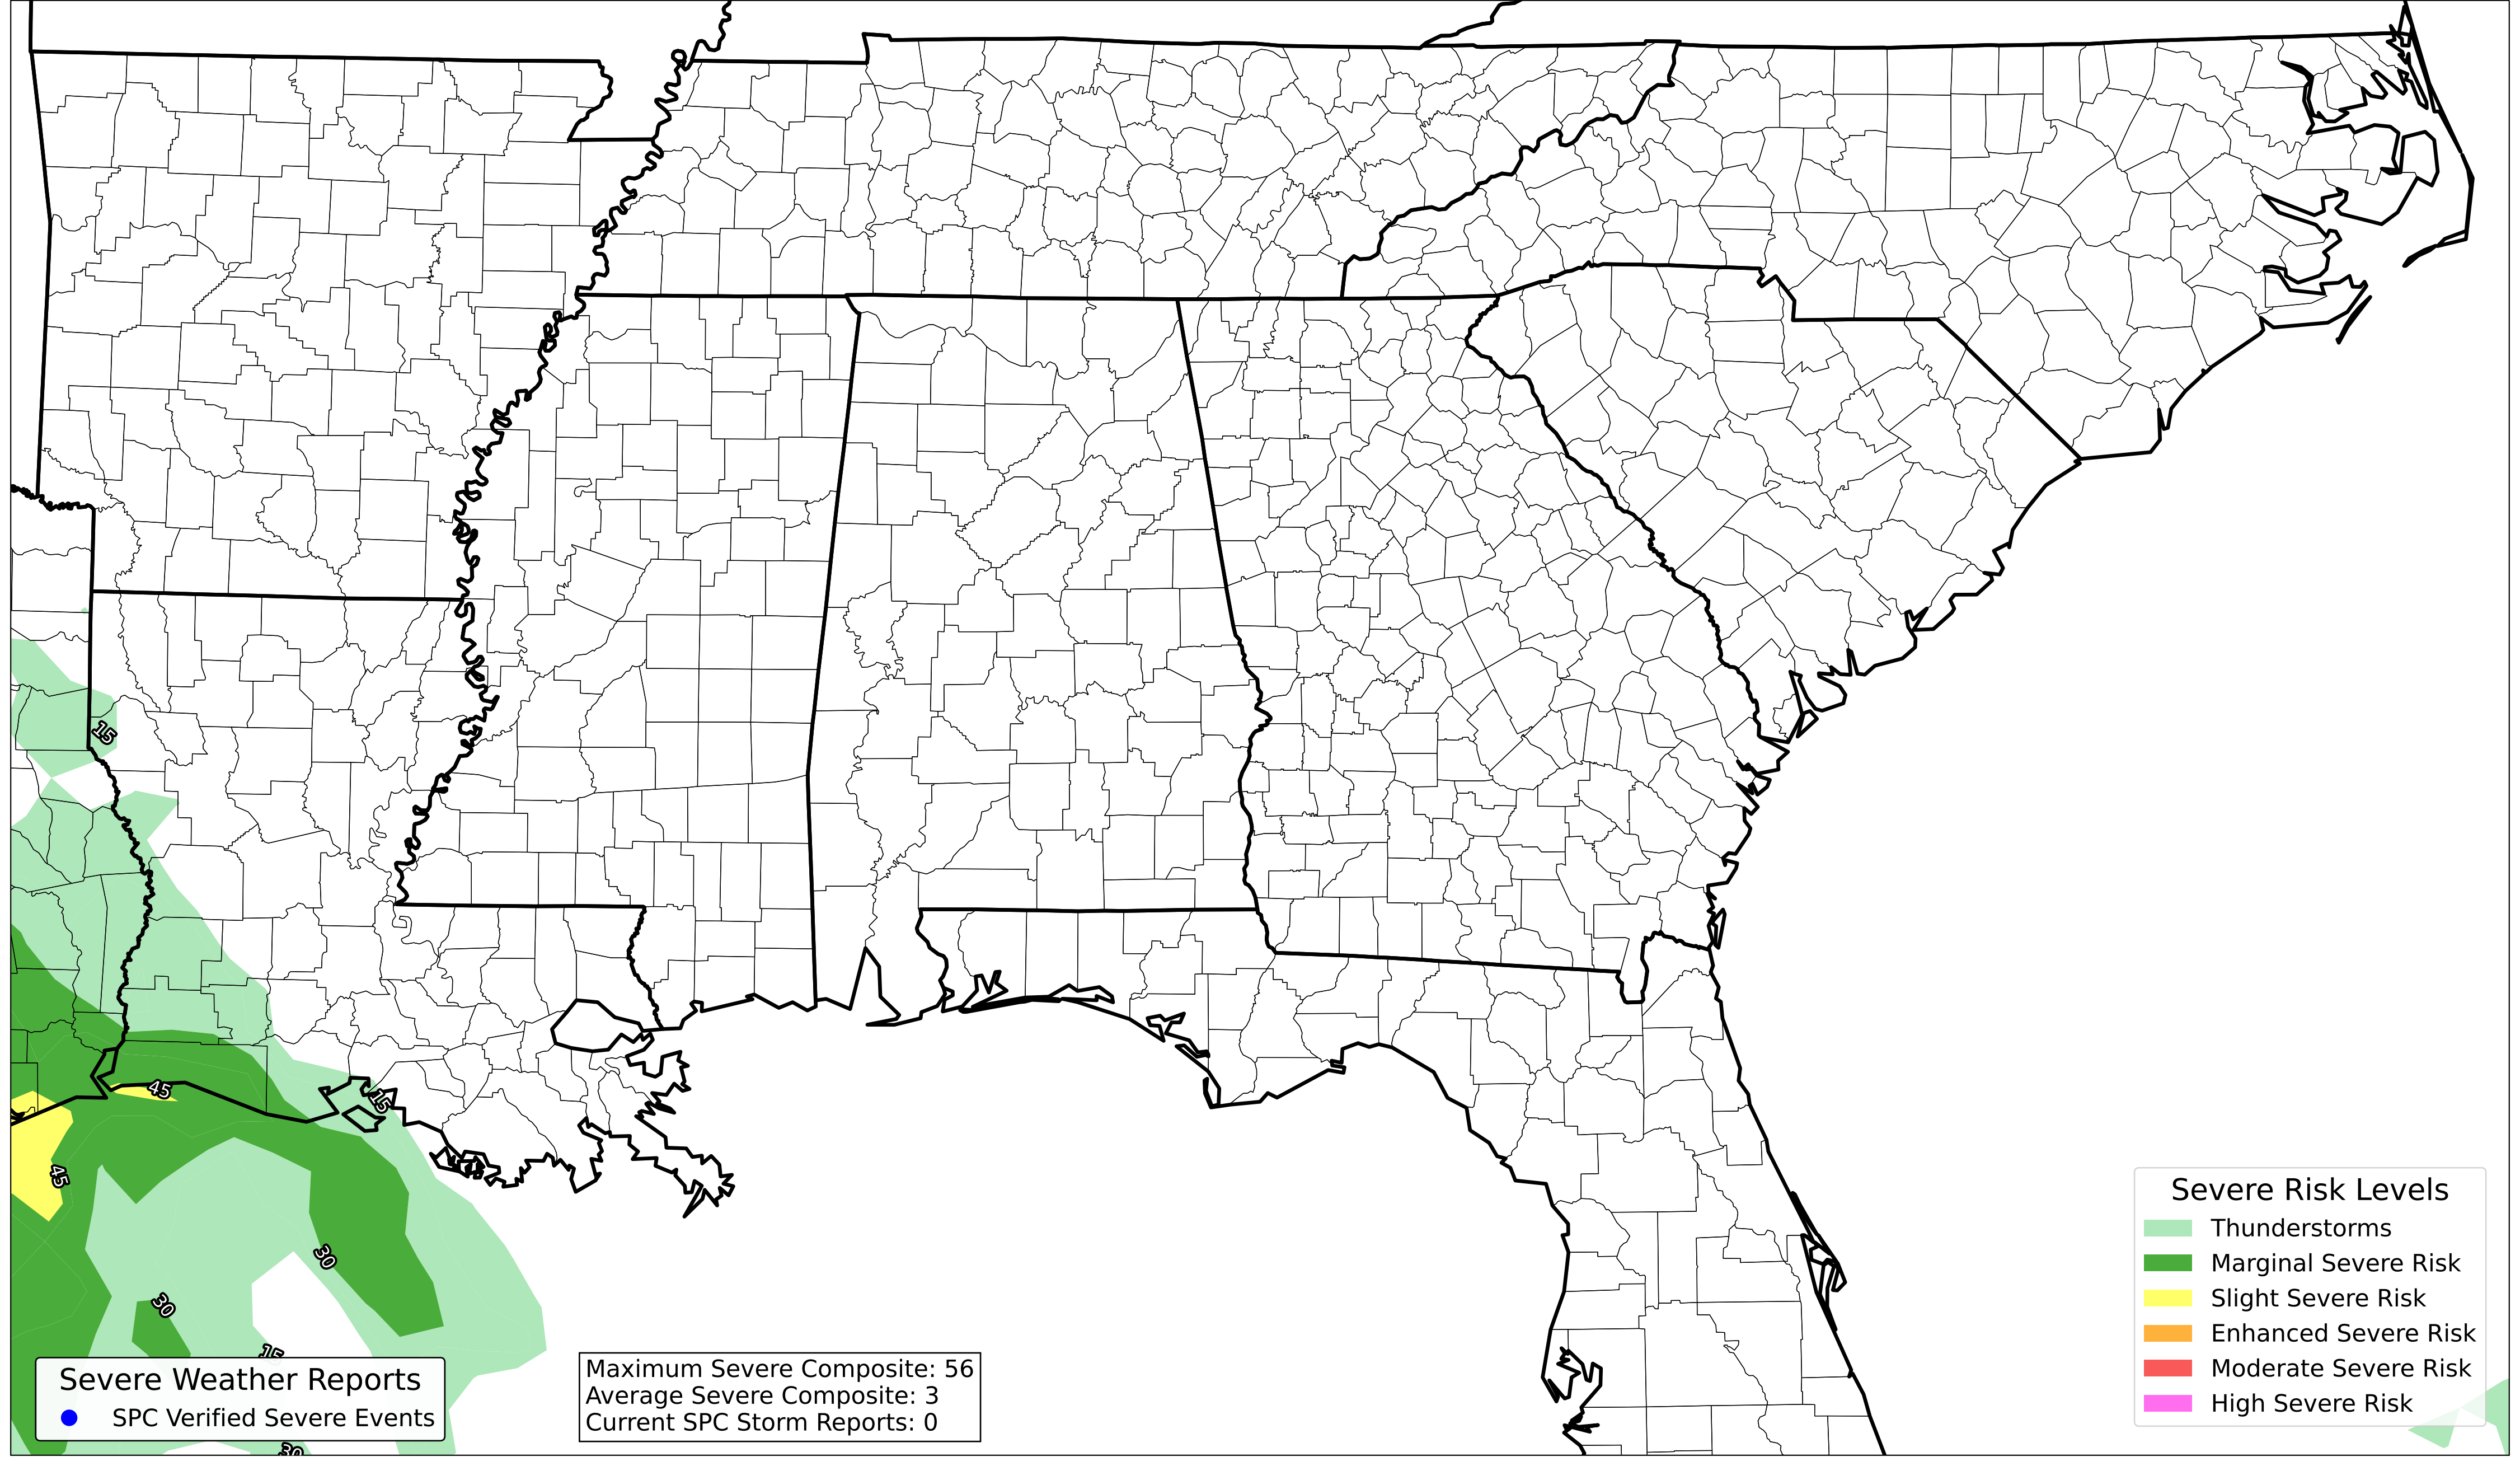 15
45
15
45
30
30
15
30
Severe Weather Reports
SPC Verified Severe Events
Maximum Severe Composite: 56
Average Severe Composite: 3
Current SPC Storm Reports: 0
Severe Risk Levels
Thunderstorms
Marginal Severe Risk
Slight Severe Risk
Enhanced Severe Risk
Moderate Severe Risk
High Severe Risk